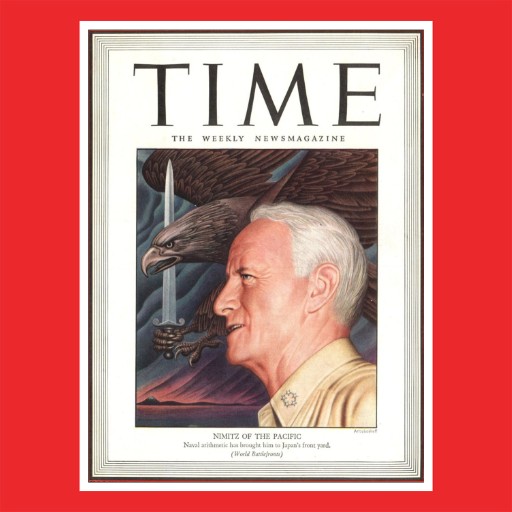 TIME
THE WEEKLY NEWSMAGAZINE
NIMITZ OF THE PACIFIC
Naval arithmetic has brought him to Japan's front yard.
(World Battlefronts)